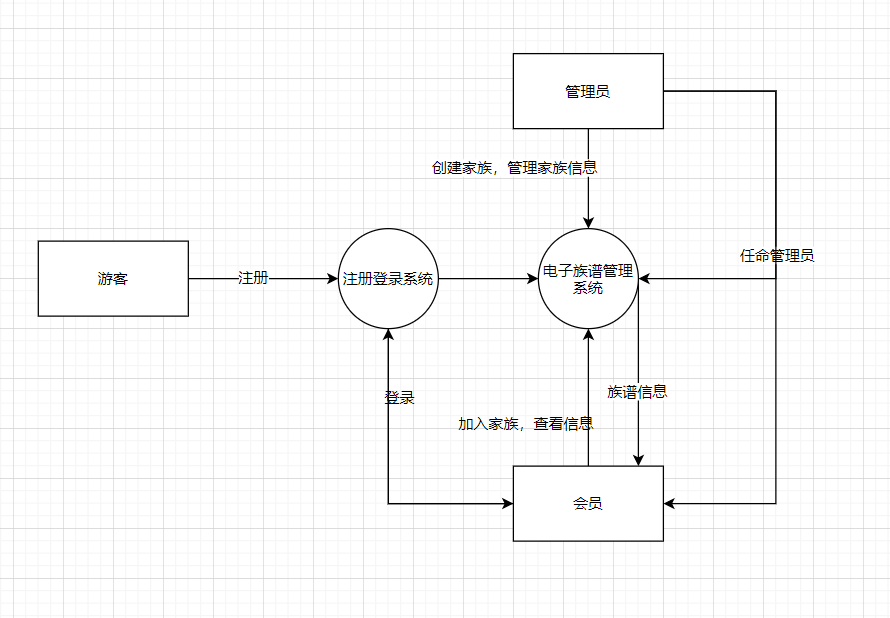 管理员
创建家族，管理家族信息
任命管理员
游客
注册
注册登录系统
电子族谱管理
系统
族谱信息
登录
加入家族，查看信息
会员